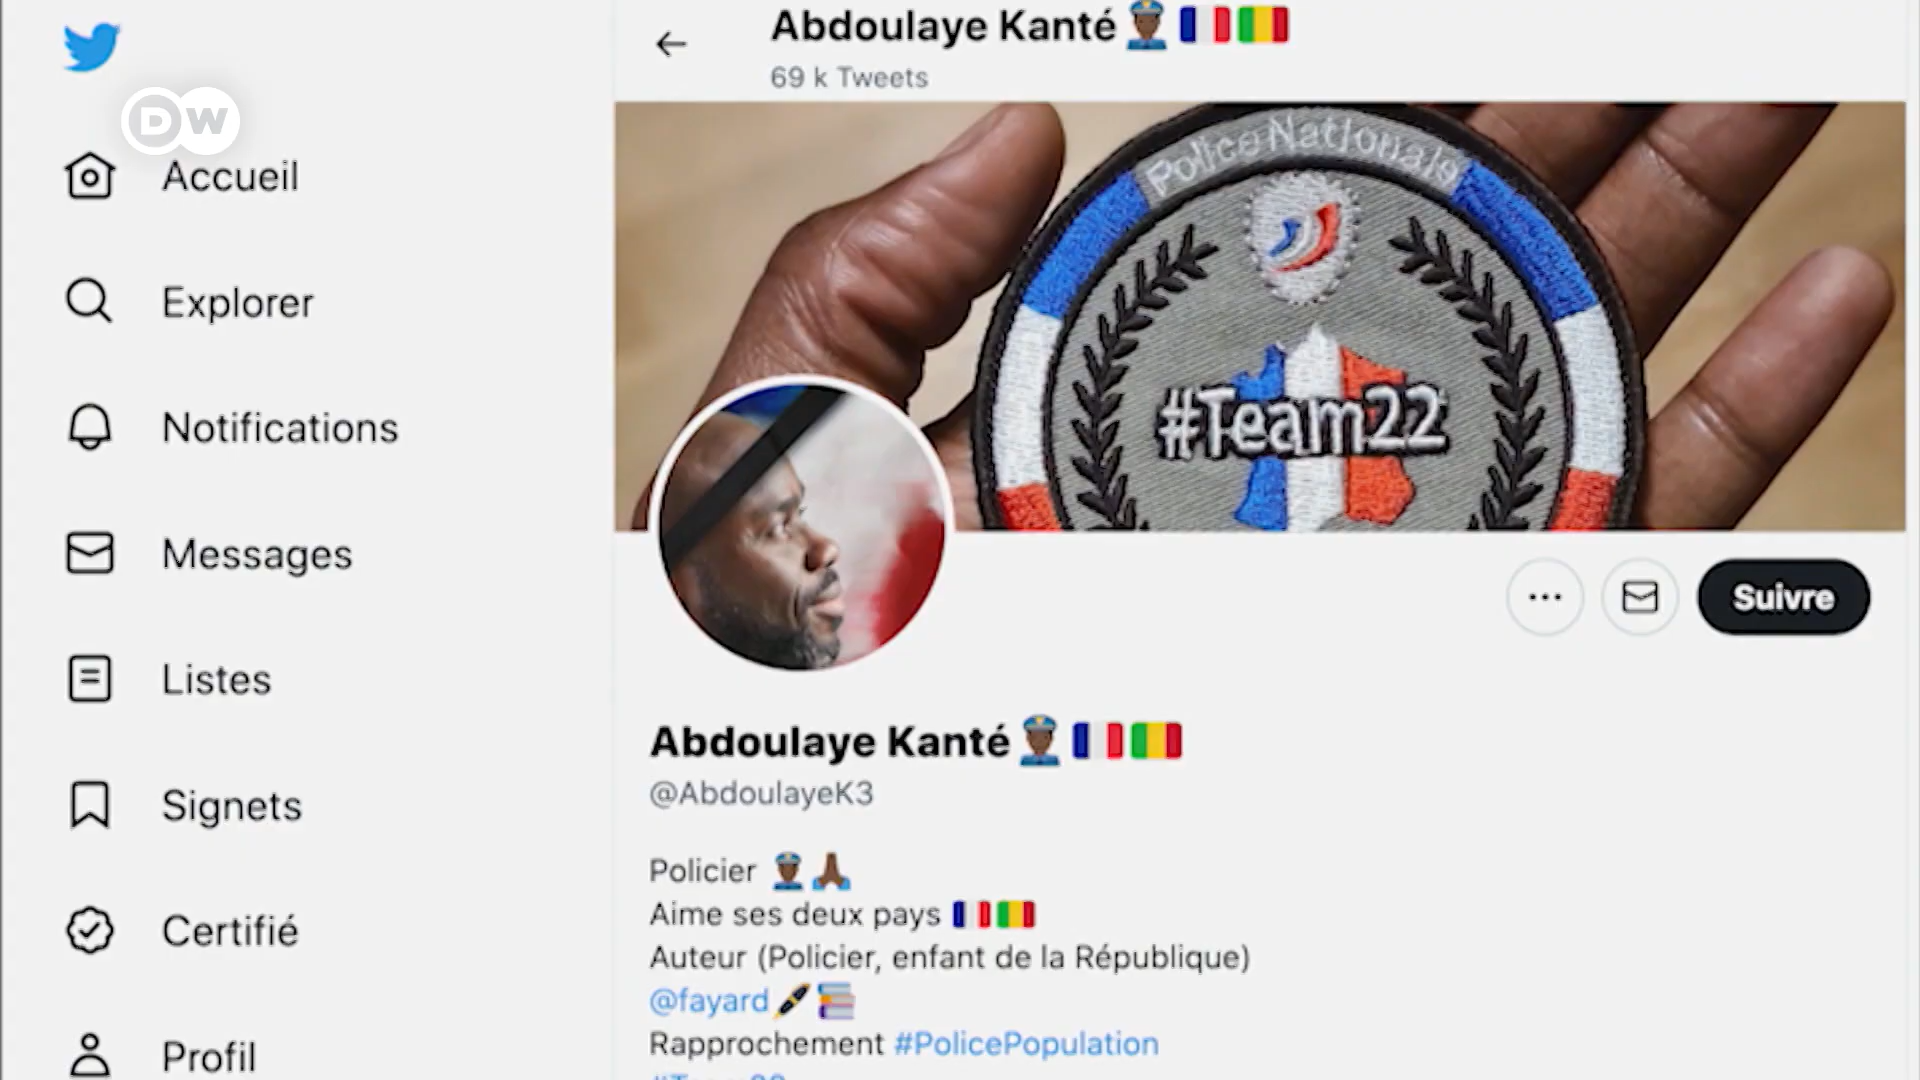 DW
Accueil
Explorer
Notifications
Messages
Listes
Signets
Certifié
Profil
Abdoulaye Kanté
69 k Tweets
Police Nationale
#Team22
Suivre
Abdoulaye Kanté
@AbdoulayeK3
Policier
Aime ses deux pays
Auteur (Policier, enfant de la République)
@fayard
Rapprochement #PolicePopulation